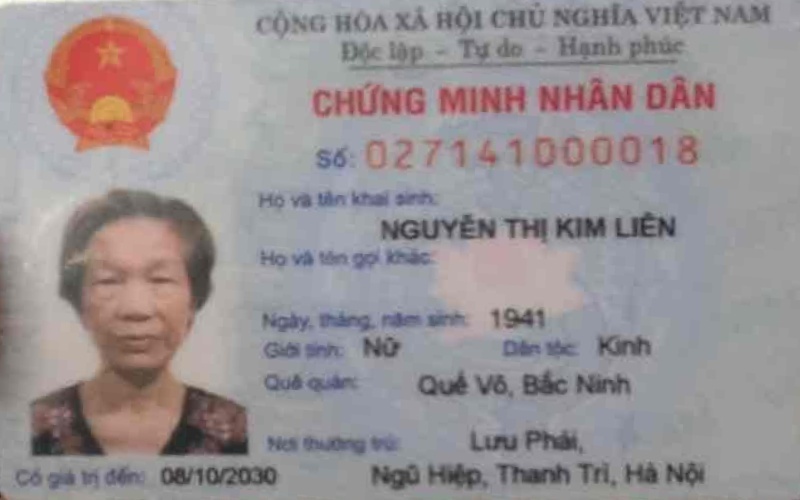 CỘNG HÒA XÃ HỘI CHỦ NGHĨA VIỆT NAM
Độc lập - Tự do - Hạnh phúc
CHỨNG MINH NHÂN DÂN
Số: 027141000018
Họ và tên khai sinh:
NGUYỄN THỊ KIM LIÊN
Họ và tên gọi khác:
Ngày, tháng, năm sinh: 1941
Giới tính: Nữ Dân tộc: Kinh
Quê quán: Quế Võ, Bắc Ninh
Nơi thường trú: Lưu Phái,
Có giá trị đến: 08/10/2030 Ngũ Hiệp, Thanh Trì, Hà Nội